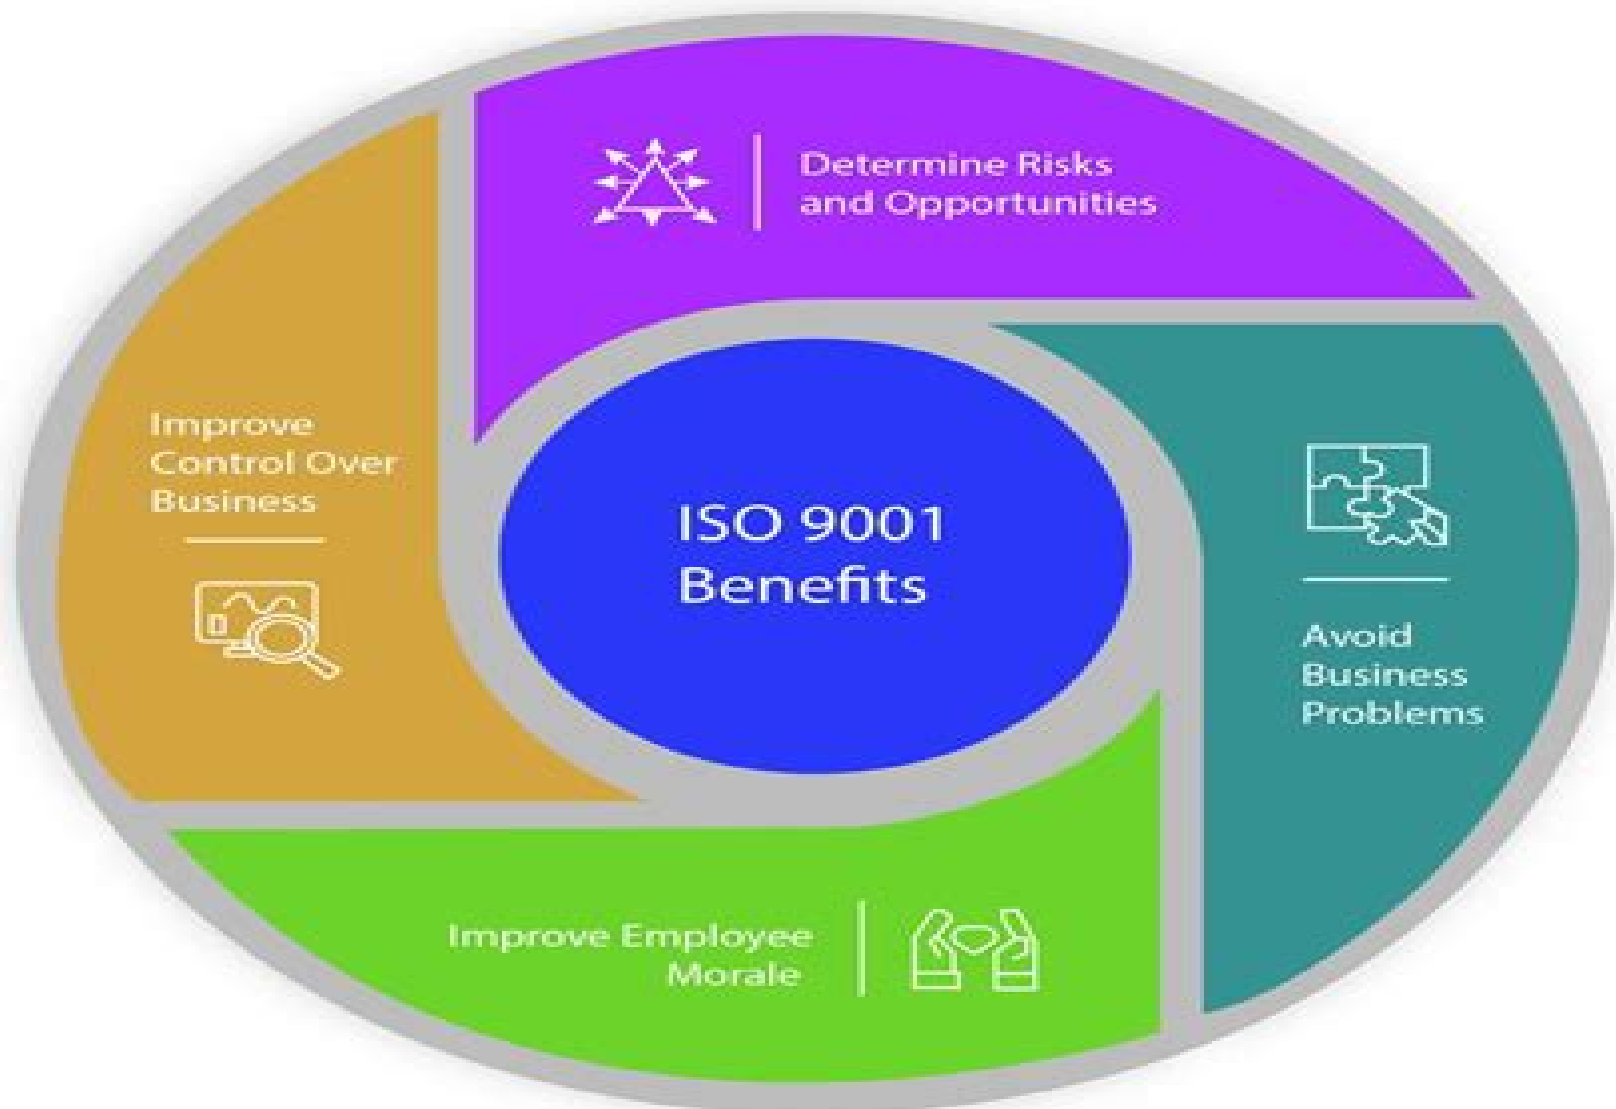 Determine Risks
and Opportunities
Improve
Control Over
Business
ISO 9001
Benefits
Avoid
Business
Problems
Improve Employee
Morale